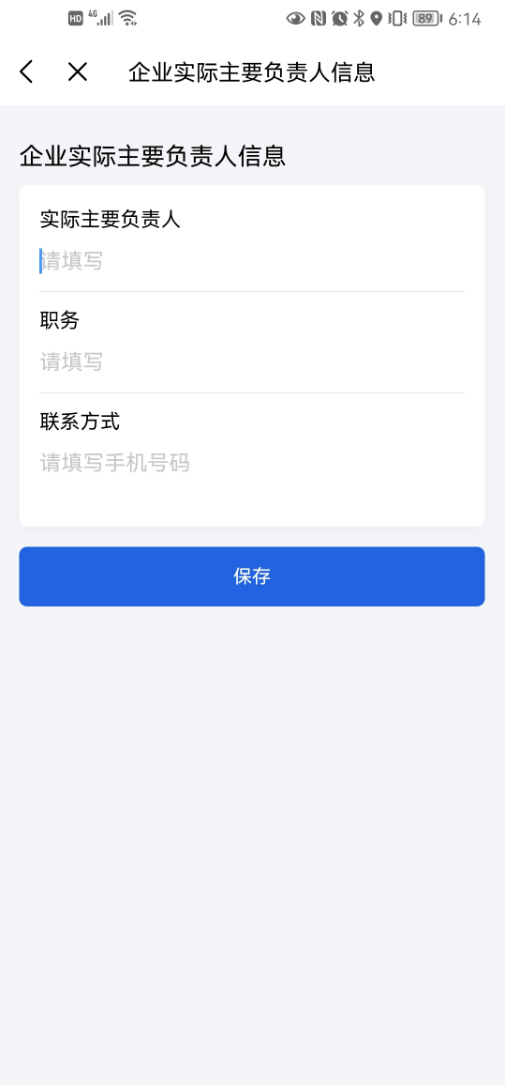 HD 4G 89 6:14
企业实际主要负责人信息
企业实际主要负责人信息
实际主要负责人
请填写
职务
请填写
联系方式
请填写手机号码
保存